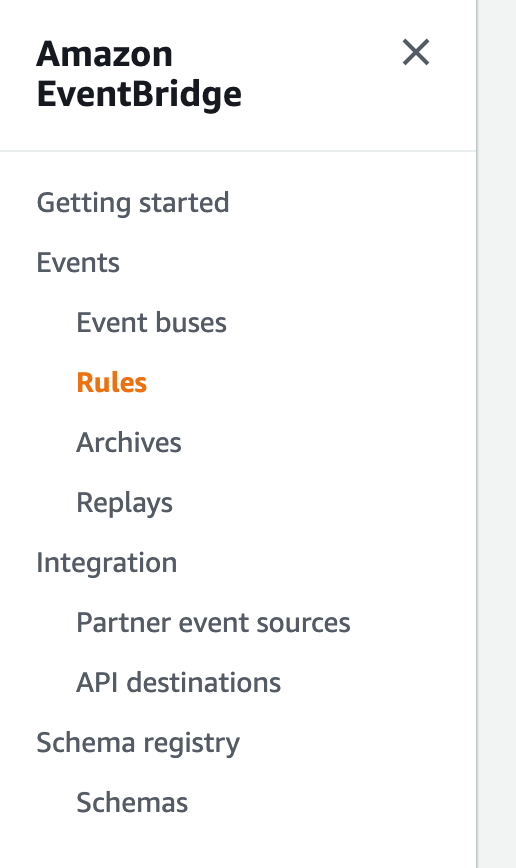 Amazon
EventBridge
Getting started
Events
Event buses
Rules
Archives
Replays
Integration
Partner event sources
API destinations
Schema registry
Schemas